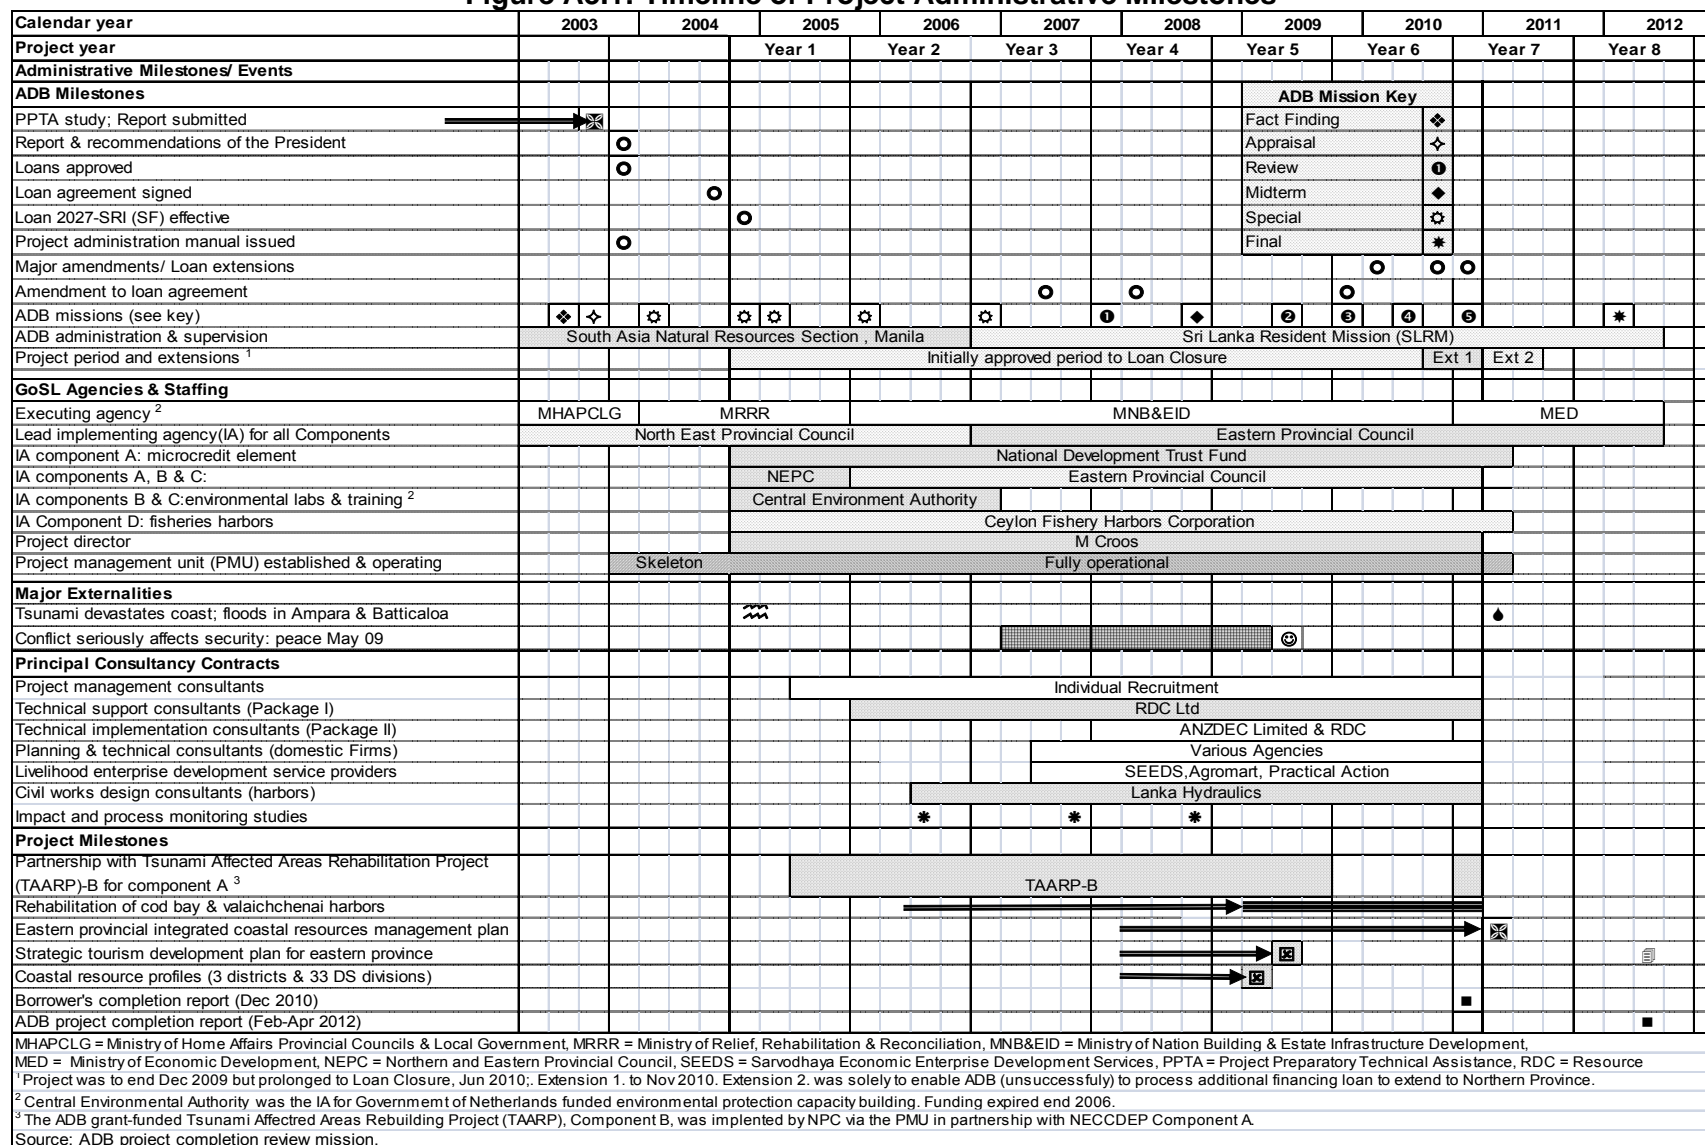 Figure A8.1: Timeline of Project Administrative Milestones
Calendar year 2003 2004 2005 2006 2007 2008 2009 2010 2011 2012
Project year Year 1 Year 2 Year 3 Year 4 Year 5 Year 6 Year 7 Year 8
Administrative Milestones/ Events
ADB Milestones ADB Mission Key
PPTA study; Report submitted Fact Finding ❖
Report & recommendations of the President Appraisal ✧
Loans approved Review ❶
Loan agreement signed Midterm ◆
Loan 2027-SRI (SF) effective Special
Project administration manual issued Final
Major amendments/ Loan extensions
Amendment to loan agreement
ADB missions (see key) ❖ ✧ ❶ ◆ ❷ ❸ ❹ ❺
ADB administration & supervision South Asia Natural Resources Section , Manila Sri Lanka Resident Mission (SLRM)
Project period and extensions 1 Initially approved period to Loan Closure Ext 1 Ext 2
GoSL Agencies & Staffing
Executing agency 2 MHAPCLG MRRR MNB&EID MED
Lead implementing agency(IA) for all Components North East Provincial Council Eastern Provincial Council
IA component A: microcredit element National Development Trust Fund
IA components A, B & C: NEPC Eastern Provincial Council
IA components B & C:environmental labs & training 2 Central Environment Authority
IA Component D: fisheries harbors Ceylon Fishery Harbors Corporation
Project director M Croos
Project management unit (PMU) established & operating Skeleton Fully operational
Major Externalities
Tsunami devastates coast; floods in Ampara & Batticaloa
Conflict seriously affects security: peace May 09
Principal Consultancy Contracts
Project management consultants Individual Recruitment
Technical support consultants (Package I) RDC Ltd
Technical implementation consultants (Package II) ANZDEC Limited & RDC
Planning & technical consultants (domestic Firms) Various Agencies
Livelihood enterprise development service providers SEEDS,Agromart, Practical Action
Civil works design consultants (harbors) Lanka Hydraulics
Impact and process monitoring studies
Project Milestones
Partnership with Tsunami Affected Areas Rehabilitation Project
(TAARP)-B for component A 3 TAARP-B
Rehabilitation of cod bay & valaichchenai harbors
Eastern provincial integrated coastal resources management plan
Strategic tourism development plan for eastern province
Coastal resource profiles (3 districts & 33 DS divisions)
Borrower's completion report (Dec 2010)
ADB project completion report (Feb-Apr 2012)
MHAPCLG = Ministry of Home Affairs Provincial Councils & Local Government, MRRR = Ministry of Relief, Rehabilitation & Reconciliation, MNB&EID = Ministry of Nation Building & Estate Infrastructure Development,
MED = Ministry of Economic Development, NEPC = Northern and Eastern Provincial Council, SEEDS = Sarvodhaya Economic Enterprise Development Services, PPTA = Project Preparatory Technical Assistance, RDC = Resource
1 Project was to end Dec 2009 but prolonged to Loan Closure, Jun 2010;. Extension 1. to Nov 2010. Extension 2. was solely to enable ADB (unsuccessfuly) to process additional financing loan to extend to Northern Province.
2 Central Environmental Authority was the IA for Governmemt of Netherlands funded environmental protection capacity building. Funding expired end 2006.
3 The ADB grant-funded Tsunami Affectred Areas Rebuilding Project (TAARP), Component B, was implented by NPC via the PMU in partnership with NECCDEP Component A.
Source: ADB project completion review mission.